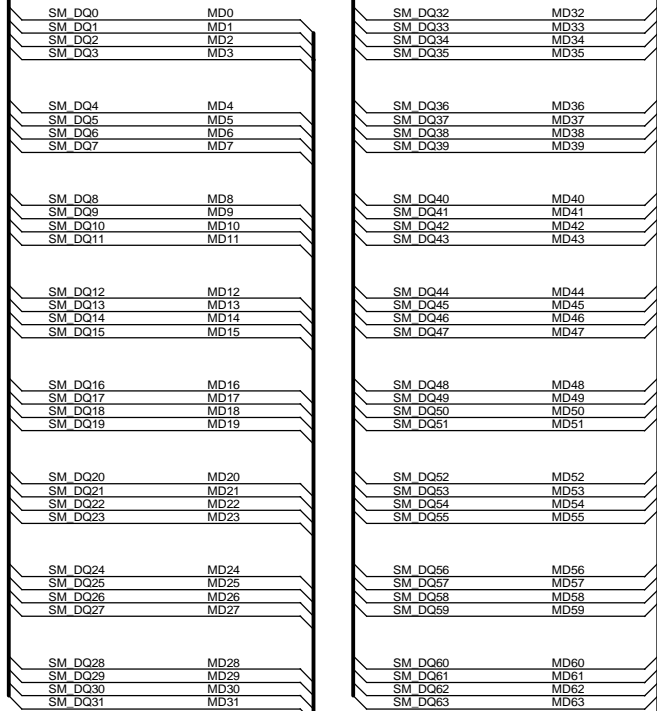 SM_DQ0 MD0
SM_DQ1 MD1
SM_DQ2 MD2
SM_DQ3 MD3
SM_DQ4 MD4
SM_DQ5 MD5
SM_DQ6 MD6
SM_DQ7 MD7
SM_DQ8 MD8
SM_DQ9 MD9
SM_DQ10 MD10
SM_DQ11 MD11
SM_DQ12 MD12
SM_DQ13 MD13
SM_DQ14 MD14
SM_DQ15 MD15
SM_DQ16 MD16
SM_DQ17 MD17
SM_DQ18 MD18
SM_DQ19 MD19
SM_DQ20 MD20
SM_DQ21 MD21
SM_DQ22 MD22
SM_DQ23 MD23
SM_DQ24 MD24
SM_DQ25 MD25
SM_DQ26 MD26
SM_DQ27 MD27
SM_DQ28 MD28
SM_DQ29 MD29
SM_DQ30 MD30
SM_DQ31 MD31
SM_DQ32 MD32
SM_DQ33 MD33
SM_DQ34 MD34
SM_DQ35 MD35
SM_DQ36 MD36
SM_DQ37 MD37
SM_DQ38 MD38
SM_DQ39 MD39
SM_DQ40 MD40
SM_DQ41 MD41
SM_DQ42 MD42
SM_DQ43 MD43
SM_DQ44 MD44
SM_DQ45 MD45
SM_DQ46 MD46
SM_DQ47 MD47
SM_DQ48 MD48
SM_DQ49 MD49
SM_DQ50 MD50
SM_DQ51 MD51
SM_DQ52 MD52
SM_DQ53 MD53
SM_DQ54 MD54
SM_DQ55 MD55
SM_DQ56 MD56
SM_DQ57 MD57
SM_DQ58 MD58
SM_DQ59 MD59
SM_DQ60 MD60
SM_DQ61 MD61
SM_DQ62 MD62
SM_DQ63 MD63